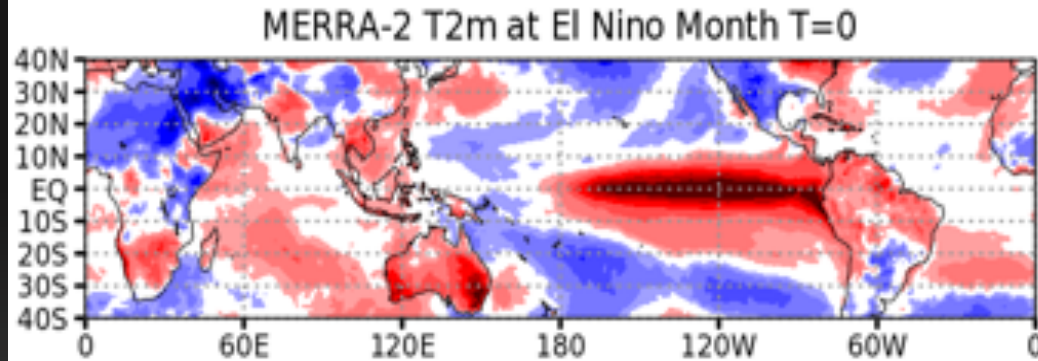 MERRA-2 T2m at El Nino Month T=0
40N
30N
20N
10N
EQ
10S
20S
30S
40S
0 60E 120E 180 120W 60W 0